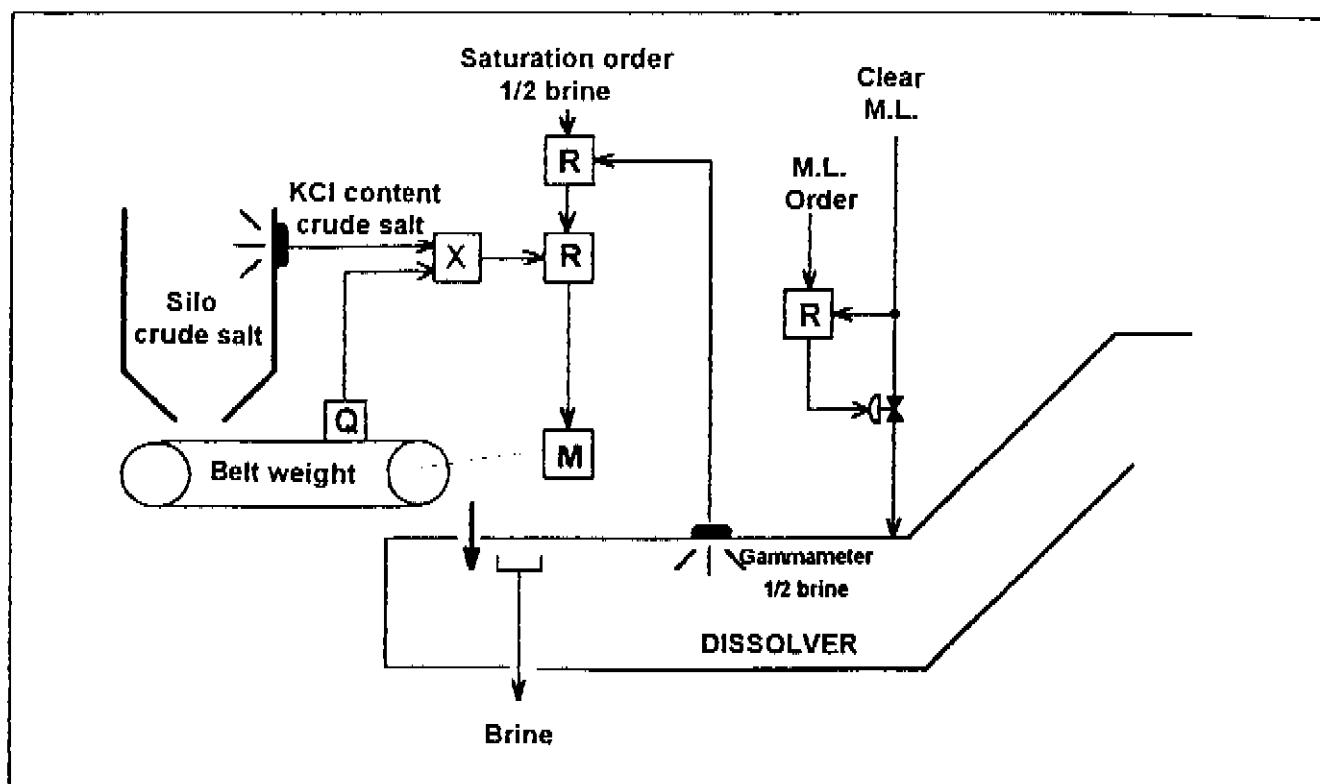 Saturation order
1/2 brine
Clear
M.L.
R
M.L.
Order
KCl content
crude salt
X
R
R
Silo
crude salt
Q
Belt weight
M
Gammameter
1/2 brine
DISSOLVER
Brine